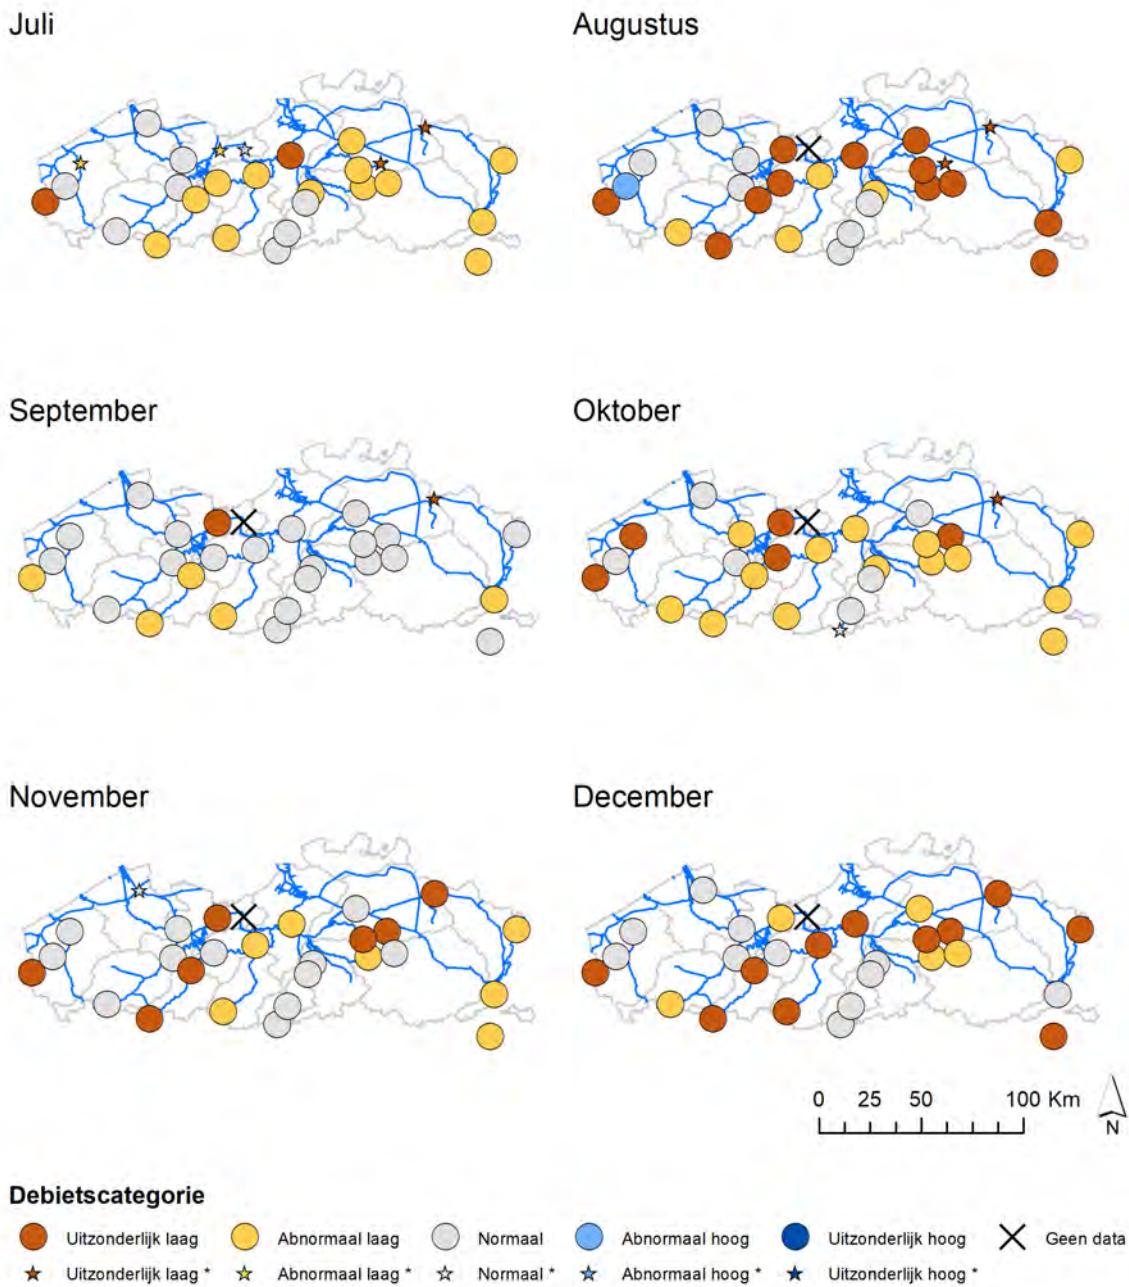 Juli
Augustus
September
Oktober
November
December
0 25 50 100 Km
N
Debietscategorie
Uitzonderlijk laag Abnormaal laag Normaal Abnormaal hoog Uitzonderlijk hoog Geen data
Uitzonderlijk laag * Abnormaal laag * Normaal * Abnormaal hoog * Uitzonderlijk hoog *